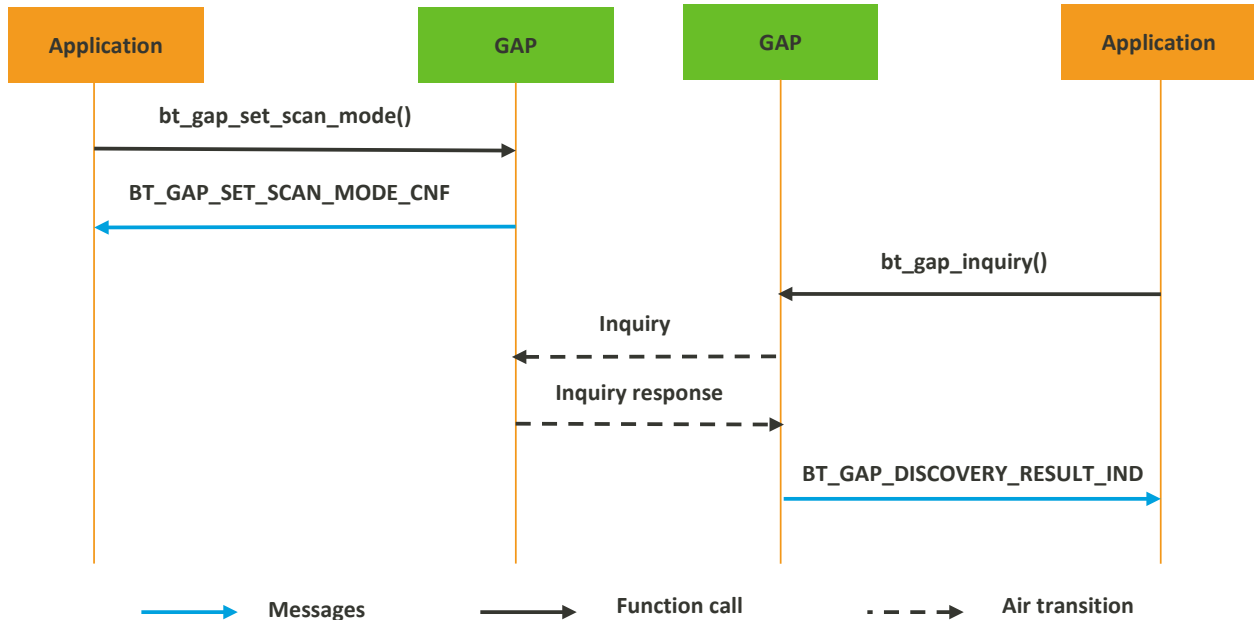 Application
GAP
GAP
Application
bt_gap_set_scan_mode()
BT_GAP_SET_SCAN_MODE_CNF
bt_gap_inquiry()
Inquiry
Inquiry response
BT_GAP_DISCOVERY_RESULT_IND
Messages
Function call
Air transition